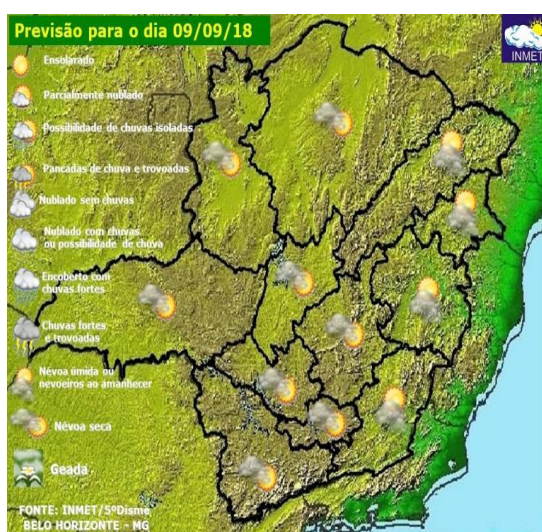 Previsão para o dia 09/09/18
INMET
Ensolarado
Parcialmente nublado
Possibilidade de chuvas isoladas
Pancadas de chuva e trovoadas
Nublado sem chuvas
Nublado com chuvas
ou possibilidade de chuva
Encoberto com
chuvas fortes
Chuvas fortes
e trovoadas
Névoa úmida ou
nevoeiros ao amanhecer
Névoa seca
Geada
FONTE: INMET/5ºDisme
BELO HORIZONTE - MG